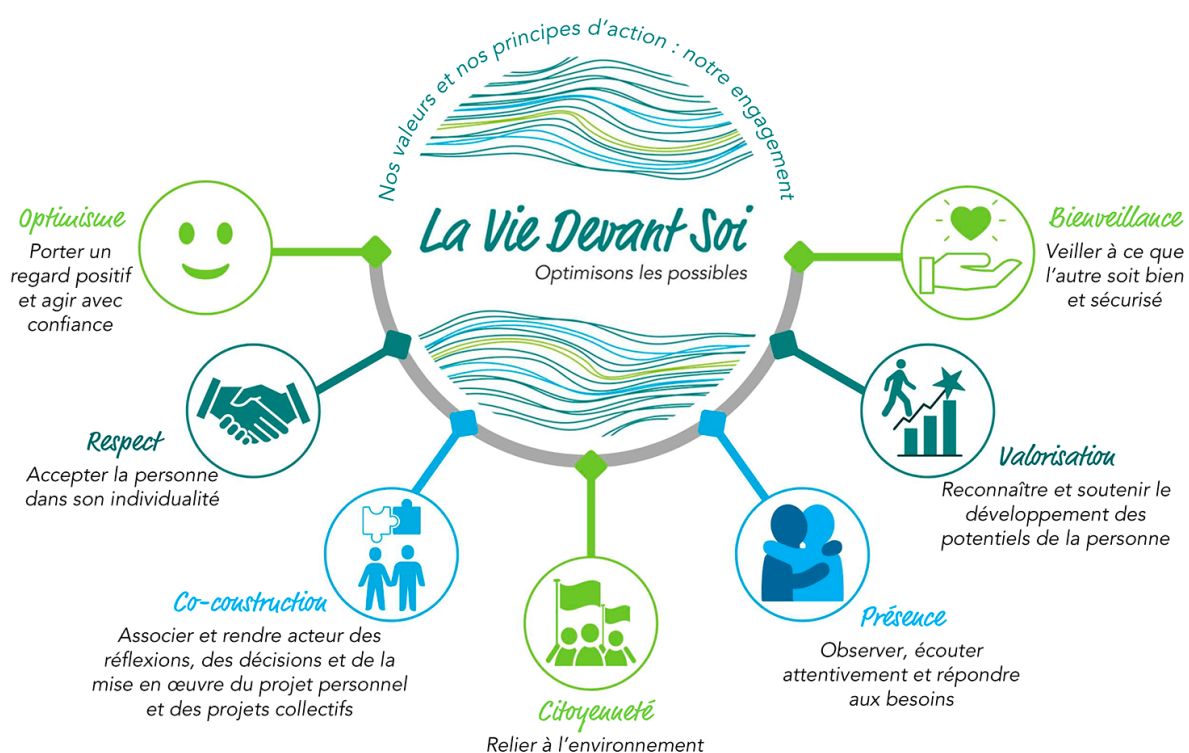 Nos valeurs et nos principes d'action : notre engagement
La Vie Devant Soi
Optimisons les possibles
Optimisme
Porter un
regard positif
et agir avec
confiance
Respect
Accepter la personne
dans son individualité
Co-construction
Associer et rendre acteur des
réflexions, des décisions et de la
mise en œuvre du projet personnel
et des projets collectifs
Citoyenneté
Relier à l'environnement
Présence
Observer, écouter
attentivement et répondre
aux besoins
Valorisation
Reconnaître et soutenir le
développement des
potentiels de la personne
Bienveillance
Veiller à ce que
l'autre soit bien
et sécurisé